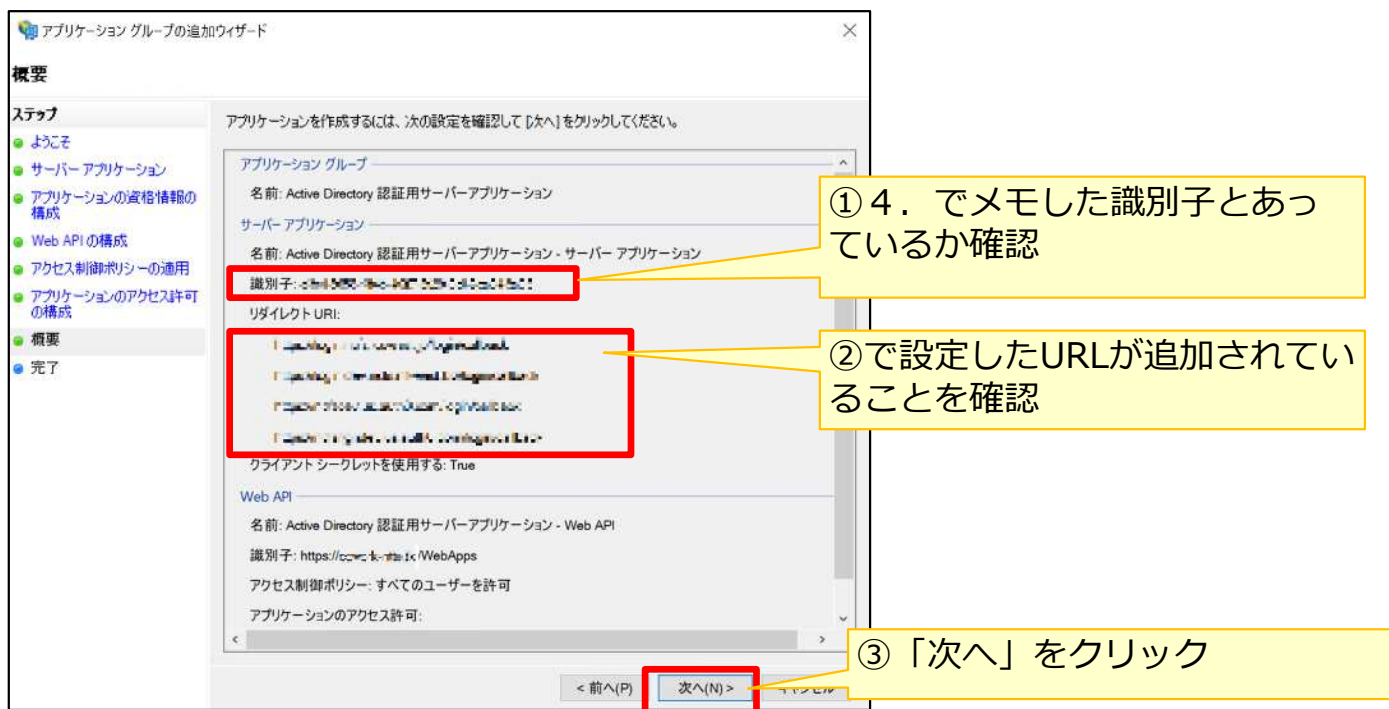 アプリケーション グループの追加ウィザード
概要
ステップ
ようこそ
サーバー アプリケーション
アプリケーションの資格情報の
構成
Web API の構成
アクセス制御ポリシーの適用
アプリケーションのアクセス許可
の構成
概要
完了
アプリケーションを作成するには、次の設定を確認して [次へ] をクリックしてください。
アプリケーション グループ
名前: Active Directory 認証用サーバーアプリケーション
サーバー アプリケーション
名前: Active Directory 認証用サーバーアプリケーション - サーバー アプリケーション
識別子:
リダイレクト URI:
クライアント シークレットを使用する: True
Web API
名前: Active Directory 認証用サーバーアプリケーション - Web API
識別子: https:// /WebApps
アクセス制御ポリシー: すべてのユーザーを許可
アプリケーションのアクセス許可:
< 前へ(P)
次へ(N) >
①４．でメモした識別子とあっ
ているか確認
②で設定したURLが追加されてい
ることを確認
③「次へ」をクリック